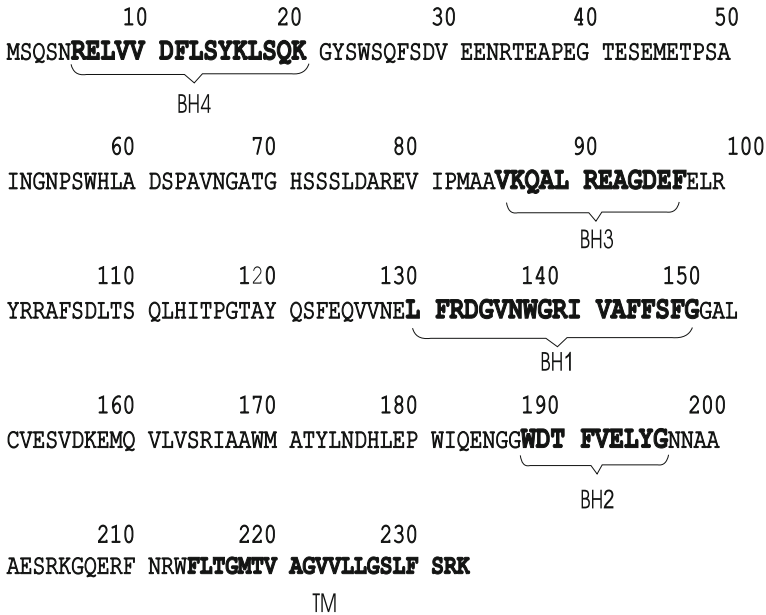 10 20 30 40 50
MSQSNRELVV DFLSYKLSQK GYSWSQFSDV EENRTEAPEG TESEMETPSA
BH4
60 70 80 90 100
INGNPSWHLA DSPAVNGATG HSSSLDAREV IPMAAVKQAL REAGDEFELR
BH3
110 120 130 140 150
YRRAFSDLTS QLHITPGTAY QSFEQVVNEL FRDGVNWGRI VAFFSFGGAL
BH1
160 170 180 190 200
CVESVDKEMQ VLVSRIAAWM ATYLNDHLEP WIQENGGWDT FVELYGNNAA
BH2
210 220 230
AESRKGQERF NRWFLTGMTV AGVVLLGSLF SRK
TM